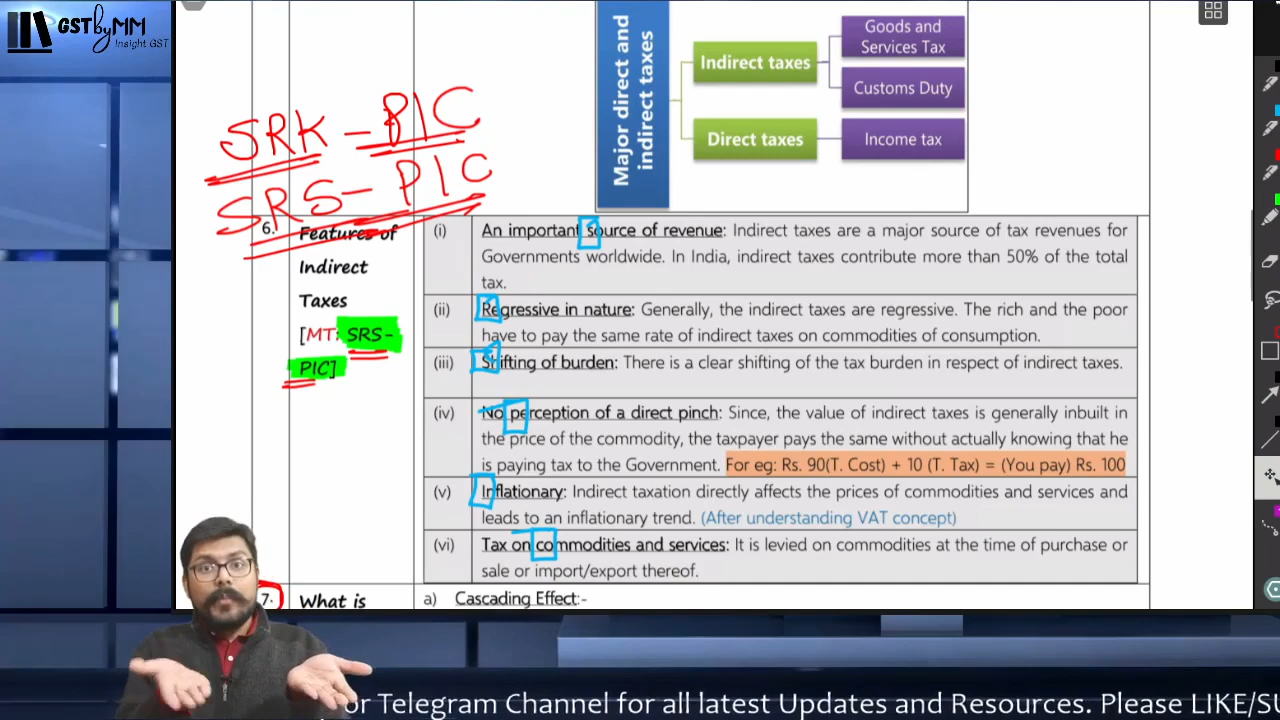 GSTbyMM
Insight GST
Major direct and
indirect taxes
Indirect taxes
Goods and
Services Tax
Customs Duty
Direct taxes
Income tax
SRK - PIC
SRS - PIC
6.
Features of
Indirect
Taxes
[MT: SRS-
PIC]
(i) An important source of revenue: Indirect taxes are a major source of tax revenues for
Governments worldwide. In India, indirect taxes contribute more than 50% of the total
tax.
(ii) Regressive in nature: Generally, the indirect taxes are regressive. The rich and the poor
have to pay the same rate of indirect taxes on commodities of consumption.
(iii) Shifting of burden: There is a clear shifting of the tax burden in respect of indirect taxes.
(iv) No perception of a direct pinch: Since, the value of indirect taxes is generally inbuilt in
the price of the commodity, the taxpayer pays the same without actually knowing that he
is paying tax to the Government. For eg: Rs. 90(T. Cost) + 10 (T. Tax) = (You pay) Rs. 100
(v) Inflationary: Indirect taxation directly affects the prices of commodities and services and
leads to an inflationary trend. (After understanding VAT concept)
(vi) Tax on commodities and services: It is levied on commodities at the time of purchase or
sale or import/export thereof.
7. What is
a) Cascading Effect:-
or Telegram Channel for all latest Updates and Resources. Please LIKE/SU